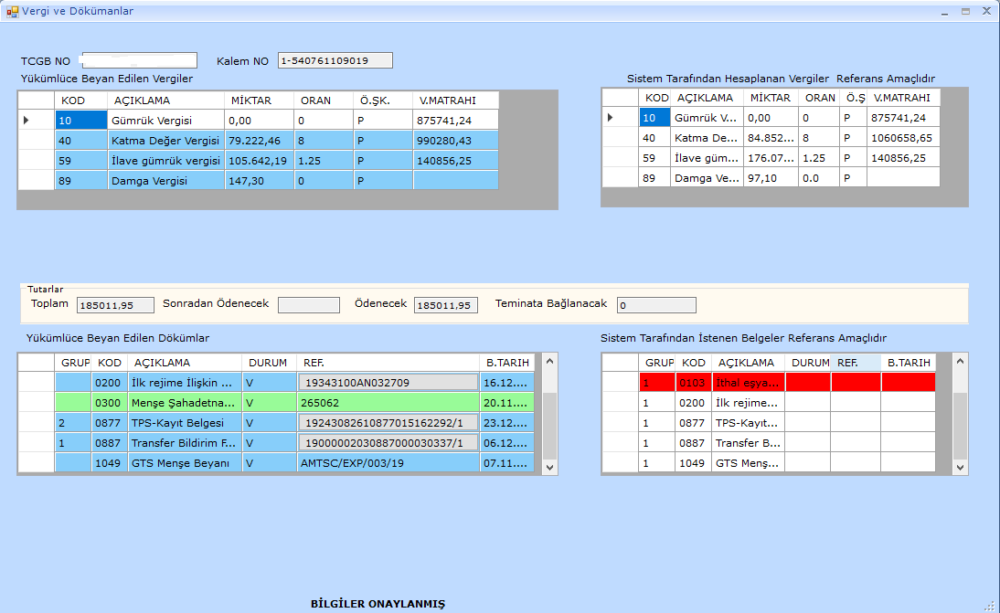 Vergi ve Dökümanlar
TCGB NO
Kalem NO 1-540761109019
Yükümlüce Beyan Edilen Vergiler
KOD AÇIKLAMA MİKTAR ORAN Ö.ŞK. V.MATRAHI
10 Gümrük Vergisi 0,00 0 P 875741,24
40 Katma Değer Vergisi 79.222,46 8 P 990280,43
59 İlave gümrük vergisi 105.642,19 1.25 P 140856,25
89 Damga Vergisi 147,30 0 P
Sistem Tarafından Hesaplanan Vergiler Referans Amaçlıdır
KOD AÇIKLAMA MİKTAR ORAN Ö.Ş V.MATRAHI
10 Gümrük V... 0,00 0 P 875741,24
40 Katma De... 84.852... 8 P 1060658,65
59 İlave güm... 176.07... 1.25 P 140856,25
89 Damga Ve... 97,10 0.0 P
Tutarlar
Toplam 185011,95 Sonradan Ödenecek Ödenecek 185011,95 Teminata Bağlanacak 0
Yükümlüce Beyan Edilen Dökümlar
GRUP KOD AÇIKLAMA DURUM REF. B.TARIH
0200 İlk rejime İlişkin ... V 19343100AN032709 16.12....
0300 Menşe Şahadetna... V 265062 20.11....
2 0877 TPS-Kayıt Belgesi V 19243082610877015162292/1 23.12....
1 0887 Transfer Bildirim F... V 19000002030887000030337/1 06.12....
1049 GTS Menşe Beyanı V AMTSC/EXP/003/19 07.11....
Sistem Tarafından İstenen Belgeler Referans Amaçlıdır
GRUP KOD AÇIKLAMA DURUM REF. B.TARIH
1 0103 İthal eşya...
1 0200 İlk rejime...
1 0877 TPS-Kayıt...
1 0887 Transfer B...
1 1049 GTS Menş...
BİLGİLER ONAYLANMIŞ